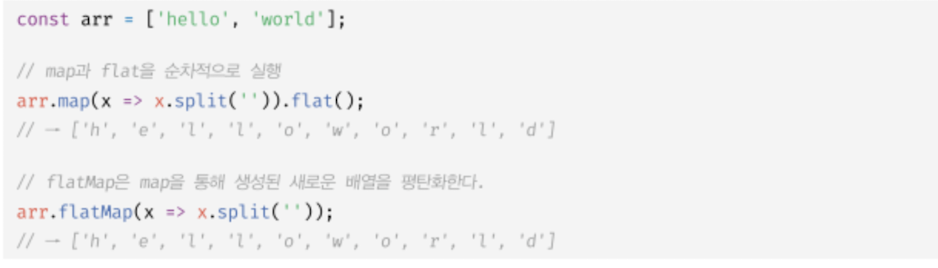 const arr = ['hello', 'world'];
// map과 flat을 순차적으로 실행
arr.map(x => x.split('')).flat();
// → ['h', 'e', 'l', 'l', 'o', 'w', 'o', 'r', 'l', 'd']
// flatMap은 map을 통해 생성된 새로운 배열을 평탄화한다.
arr.flatMap(x => x.split(''));
// → ['h', 'e', 'l', 'l', 'o', 'w', 'o', 'r', 'l', 'd']